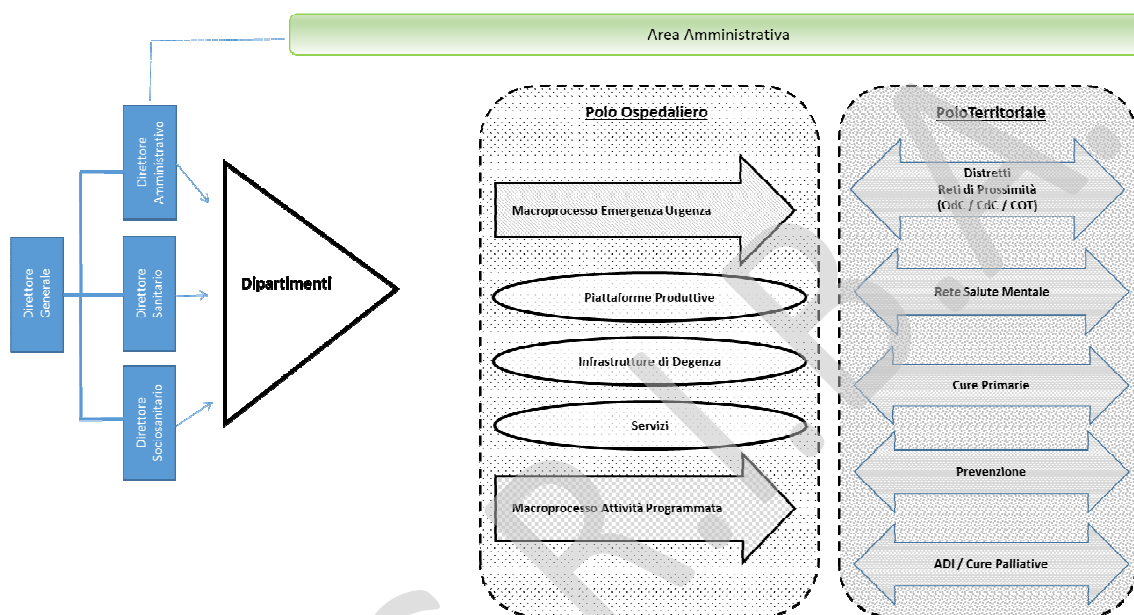 Area Amministrativa
Direttore
Amministrativo
Direttore
Generale
Direttore
Sanitario
Direttore
Sociosanitario
Dipartimenti
Polo Ospedaliero
Macroprocesso Emergenza Urgenza
Piattaforme Produttive
Infrastrutture di Degenza
Servizi
Macroprocesso Attività Programmata
PoloTerritoriale
Distretti
Reti di Prossimità
(OdC / CdC / COT)
Rete Salute Mentale
Cure Primarie
Prevenzione
ADI / Cure Palliative